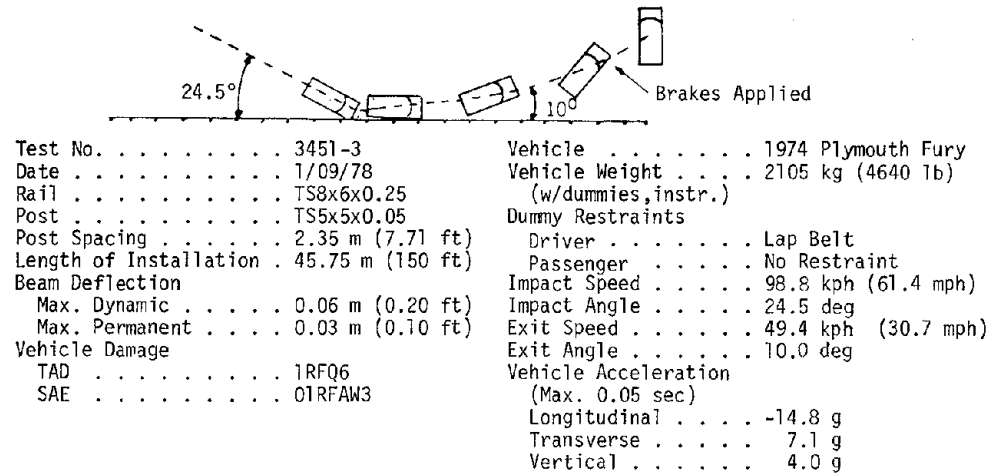 24.5°
10°
Brakes Applied
Test No. . . . . . . . . . 3451-3
Date . . . . . . . . . . . 1/09/78
Rail . . . . . . . . . . . TS8x6x0.25
Post . . . . . . . . . . . TS5x5x0.05
Post Spacing . . . . . . 2.35 m (7.71 ft)
Length of Installation . 45.75 m (150 ft)
Beam Deflection
Max. Dynamic . . . . . 0.06 m (0.20 ft)
Max. Permanent . . . . 0.03 m (0.10 ft)
Vehicle Damage
TAD . . . . . . . . . . 1RFQ6
SAE . . . . . . . . . . 01RFAW3
Vehicle . . . . . . . 1974 Plymouth Fury
Vehicle Weight . . . . 2105 kg (4640 lb)
(w/dummies,instr.)
Dummy Restraints
Driver . . . . . . . Lap Belt
Passenger . . . . . No Restraint
Impact Speed . . . . . 98.8 kph (61.4 mph)
Impact Angle . . . . . 24.5 deg
Exit Speed . . . . . . 49.4 kph (30.7 mph)
Exit Angle . . . . . . 10.0 deg
Vehicle Acceleration
(Max. 0.05 sec)
Longitudinal . . . . -14.8 g
Transverse . . . . . 7.1 g
Vertical . . . . . . 4.0 g